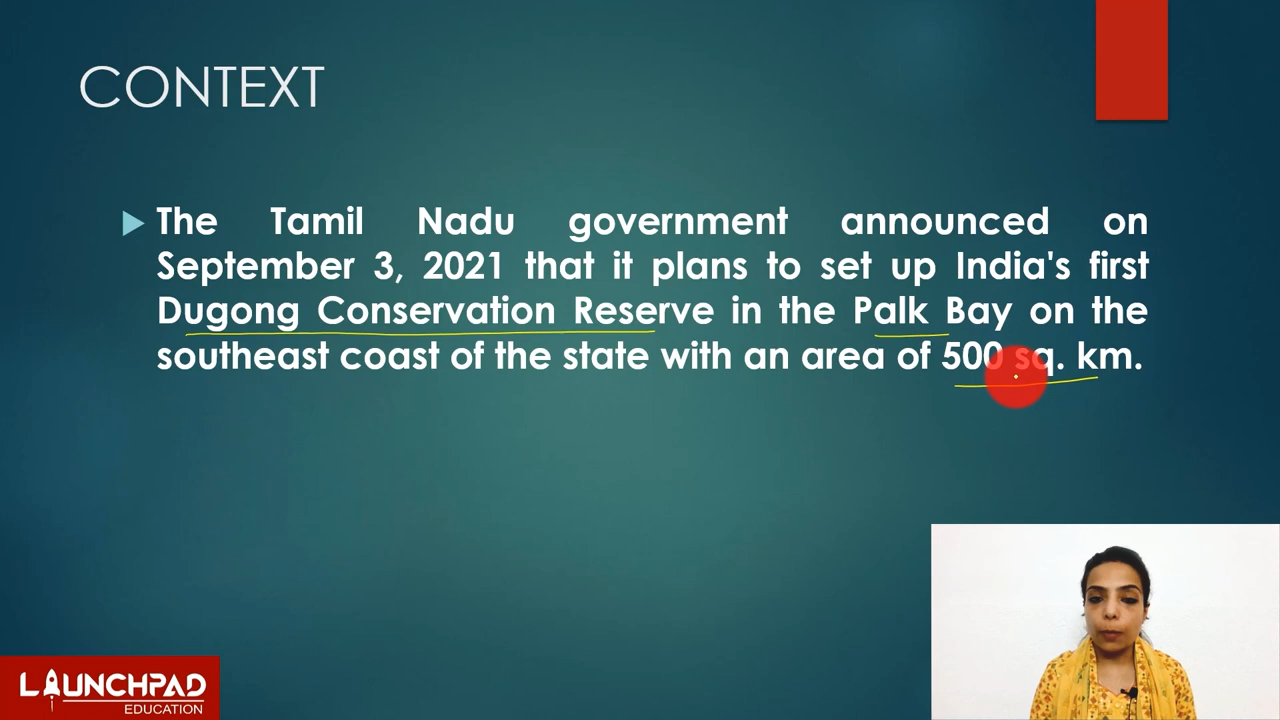 CONTEXT
The Tamil Nadu government announced on
September 3, 2021 that it plans to set up India's first
Dugong Conservation Reserve in the Palk Bay on the
southeast coast of the state with an area of 500 sq. km.
LAUNCHPAD
EDUCATION